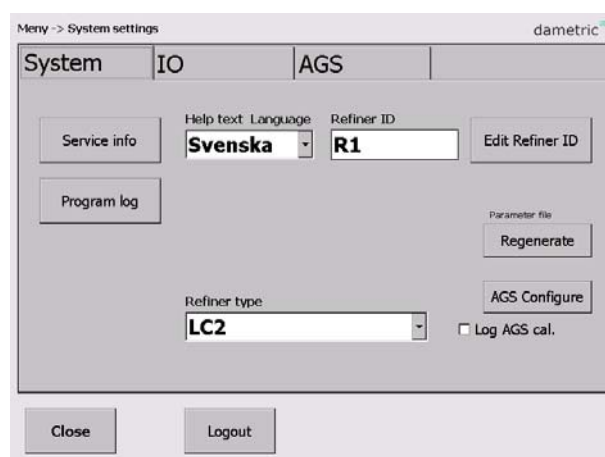 Meny -> System settings
dametric
System IO AGS
Help text Language Refiner ID
Service info Svenska R1 Edit Refiner ID
Program log
Parameter file
Regenerate
Refiner type AGS Configure
LC2 Log AGS cal.
Close Logout